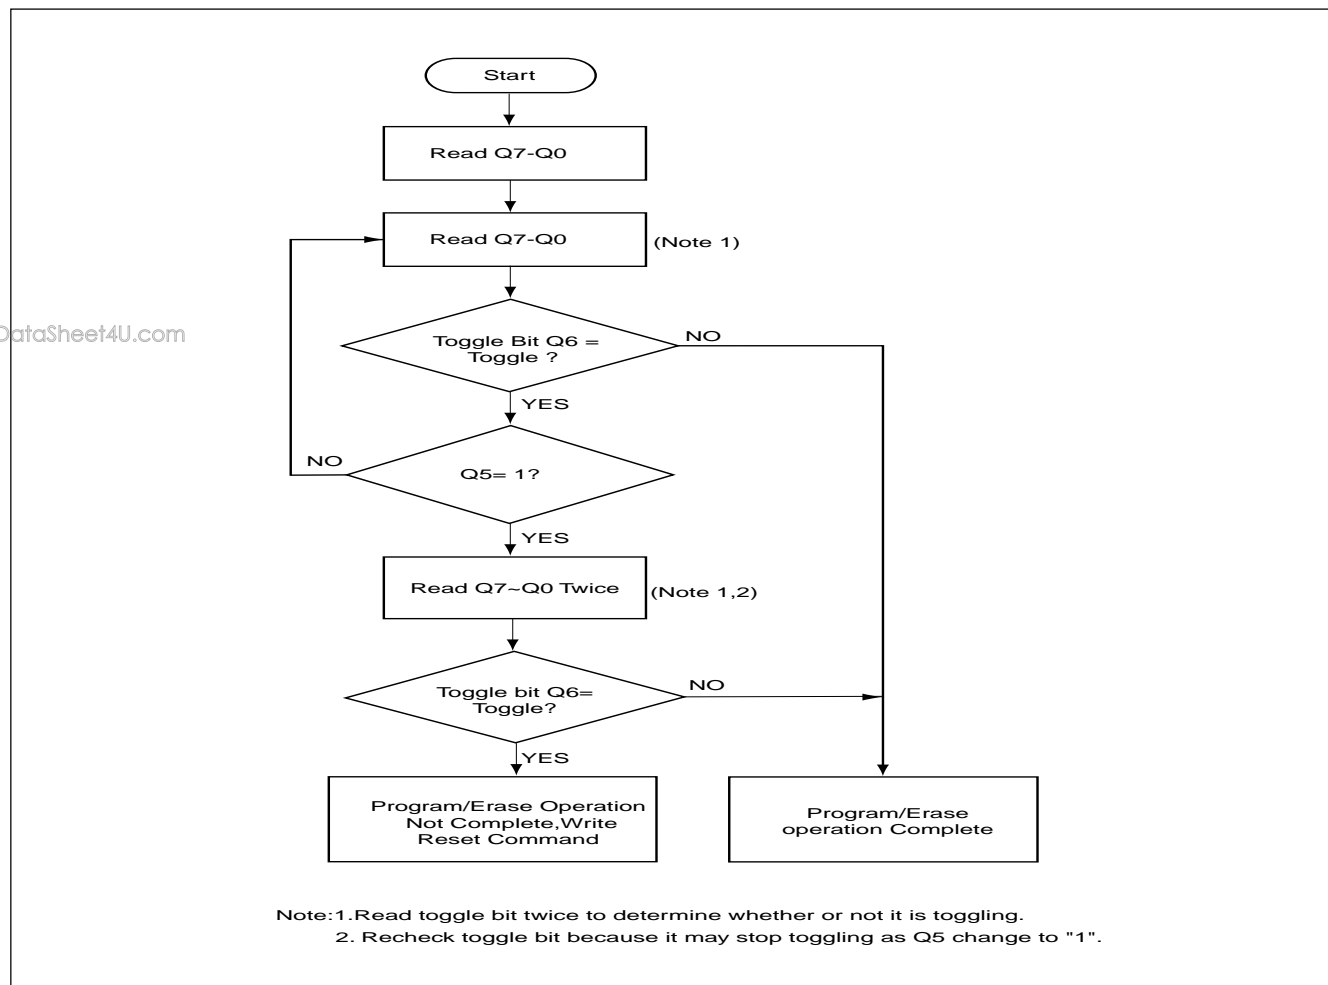 Start
Read Q7-Q0
Read Q7-Q0
(Note 1)
DataSheet4U.com
Toggle Bit Q6 =
Toggle ?
NO
YES
NO
Q5= 1?
YES
Read Q7~Q0 Twice
(Note 1,2)
Toggle bit Q6=
Toggle?
NO
YES
Program/Erase Operation
Not Complete,Write
Reset Command
Program/Erase
operation Complete
Note:1.Read toggle bit twice to determine whether or not it is toggling.
2. Recheck toggle bit because it may stop toggling as Q5 change to "1".